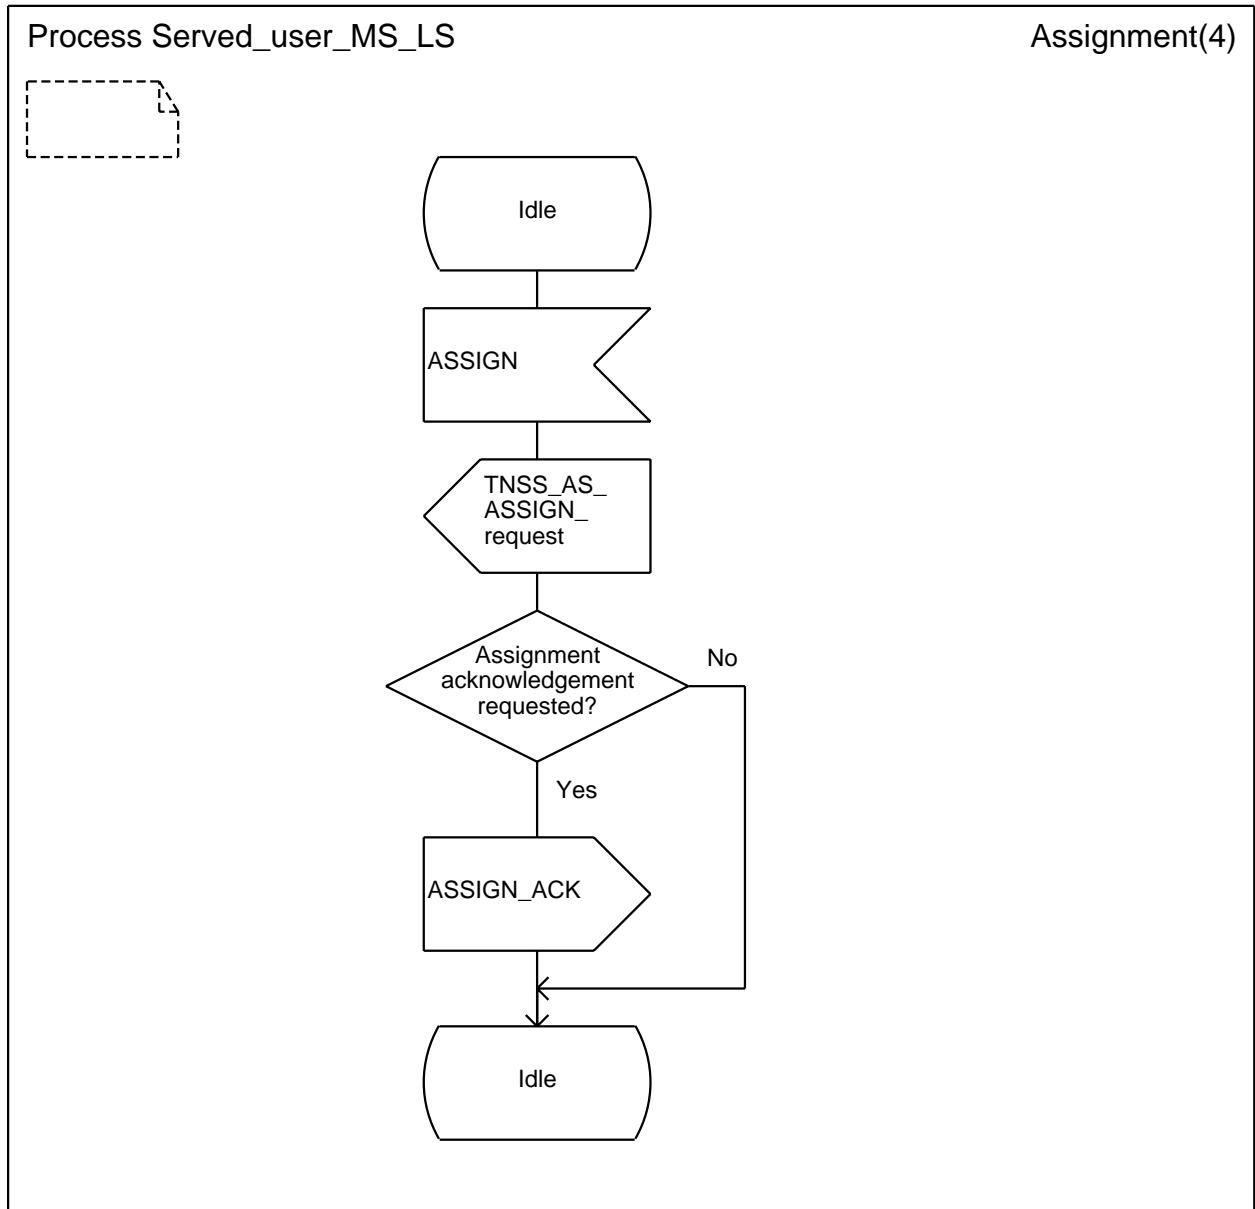 Process Served_user_MS_LS
Assignment(4)
Idle
ASSIGN
TNSS_AS_
ASSIGN_
request
Assignment
acknowledgement
requested?
No
Yes
ASSIGN_ACK
Idle